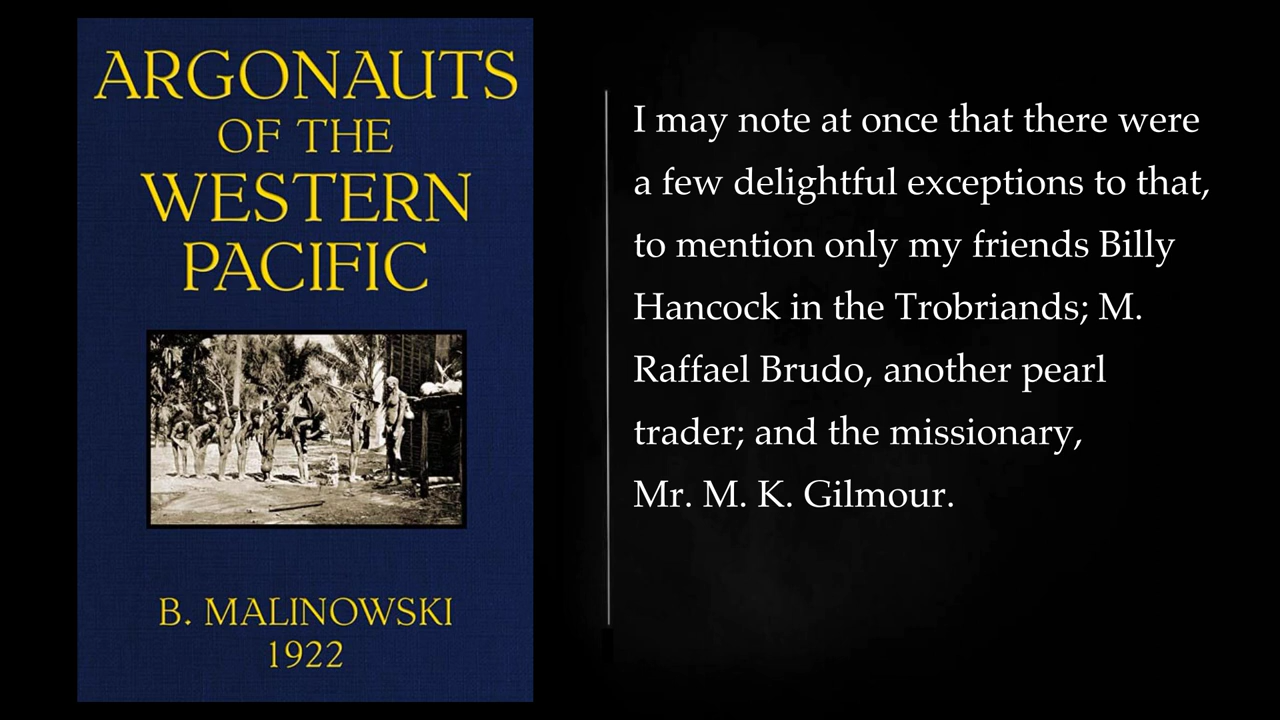 ARGONAUTS
OF THE
WESTERN
PACIFIC
B. MALINOWSKI
1922
I may note at once that there were
a few delightful exceptions to that,
to mention only my friends Billy
Hancock in the Trobriands; M.
Raffael Brudo, another pearl
trader; and the missionary,
Mr. M. K. Gilmour.